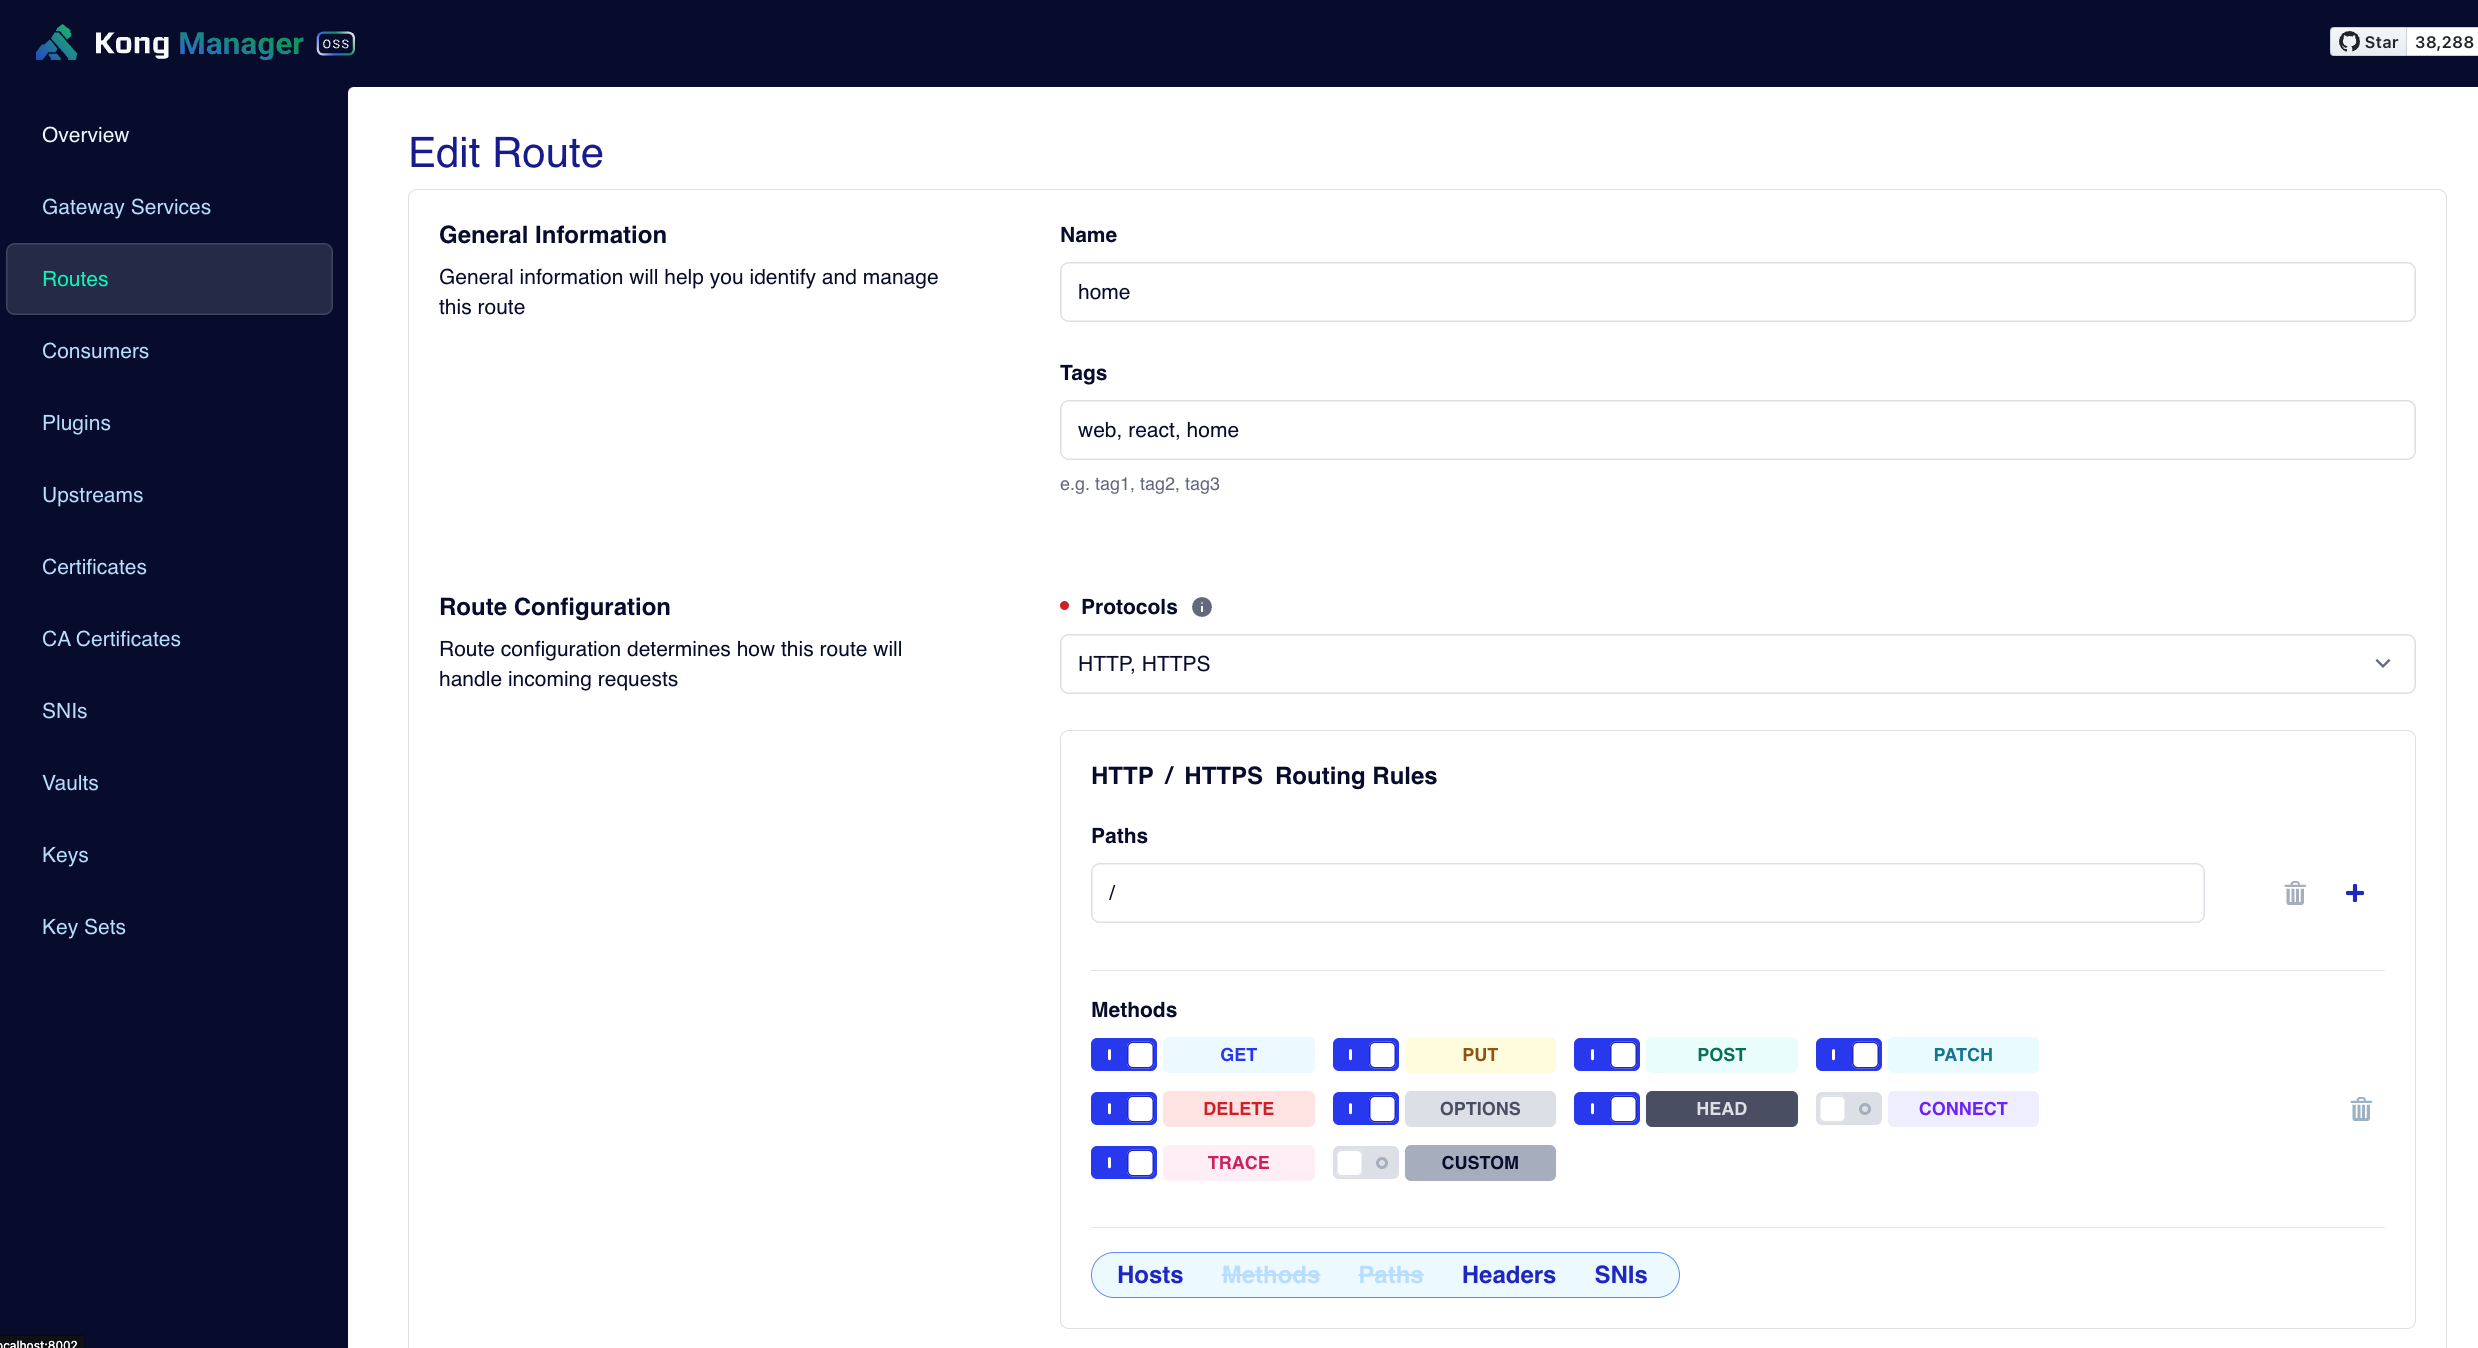 Kong Manager OSS
Star 38,288
Overview
Gateway Services
Routes
Consumers
Plugins
Upstreams
Certificates
CA Certificates
SNIs
Vaults
Keys
Key Sets
Edit Route
General Information
General information will help you identify and manage
this route
Name
home
Tags
web, react, home
e.g. tag1, tag2, tag3
Route Configuration
Route configuration determines how this route will
handle incoming requests
Protocols
HTTP, HTTPS
HTTP / HTTPS Routing Rules
Paths
/
Methods
GET PUT POST PATCH
DELETE OPTIONS HEAD CONNECT
TRACE CUSTOM
Hosts Methods Paths Headers SNIs
ocalhost:8002